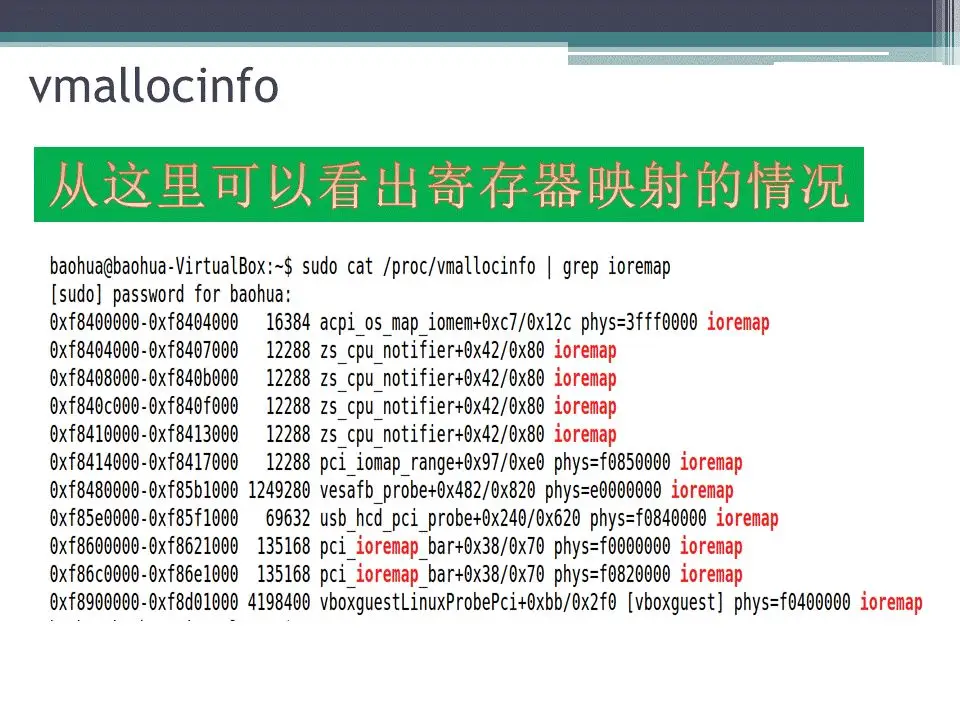 vmallocinfo
从这里可以看出寄存器映射的情况
baohua@baohua-VirtualBox:~$ sudo cat /proc/vmallocinfo | grep ioremap
[sudo] password for baohua:
0xf8400000-0xf8404000   16384 acpi_os_map_iomem+0xc7/0x12c phys=3fff0000 ioremap
0xf8404000-0xf8407000   12288 zs_cpu_notifier+0x42/0x80 ioremap
0xf8408000-0xf840b000   12288 zs_cpu_notifier+0x42/0x80 ioremap
0xf840c000-0xf840f000   12288 zs_cpu_notifier+0x42/0x80 ioremap
0xf8410000-0xf8413000   12288 zs_cpu_notifier+0x42/0x80 ioremap
0xf8414000-0xf8417000   12288 pci_iomap_range+0x97/0xe0 phys=f0850000 ioremap
0xf8480000-0xf85b1000 1249280 vesafb_probe+0x482/0x820 phys=e0000000 ioremap
0xf85e0000-0xf85f1000   69632 usb_hcd_pci_probe+0x240/0x620 phys=f0840000 ioremap
0xf8600000-0xf8621000  135168 pci_ioremap_bar+0x38/0x70 phys=f0000000 ioremap
0xf86c0000-0xf86e1000  135168 pci_ioremap_bar+0x38/0x70 phys=f0820000 ioremap
0xf8900000-0xf8d01000 4198400 vboxguestLinuxProbePci+0xbb/0x2f0 [vboxguest] phys=f0400000 ioremap